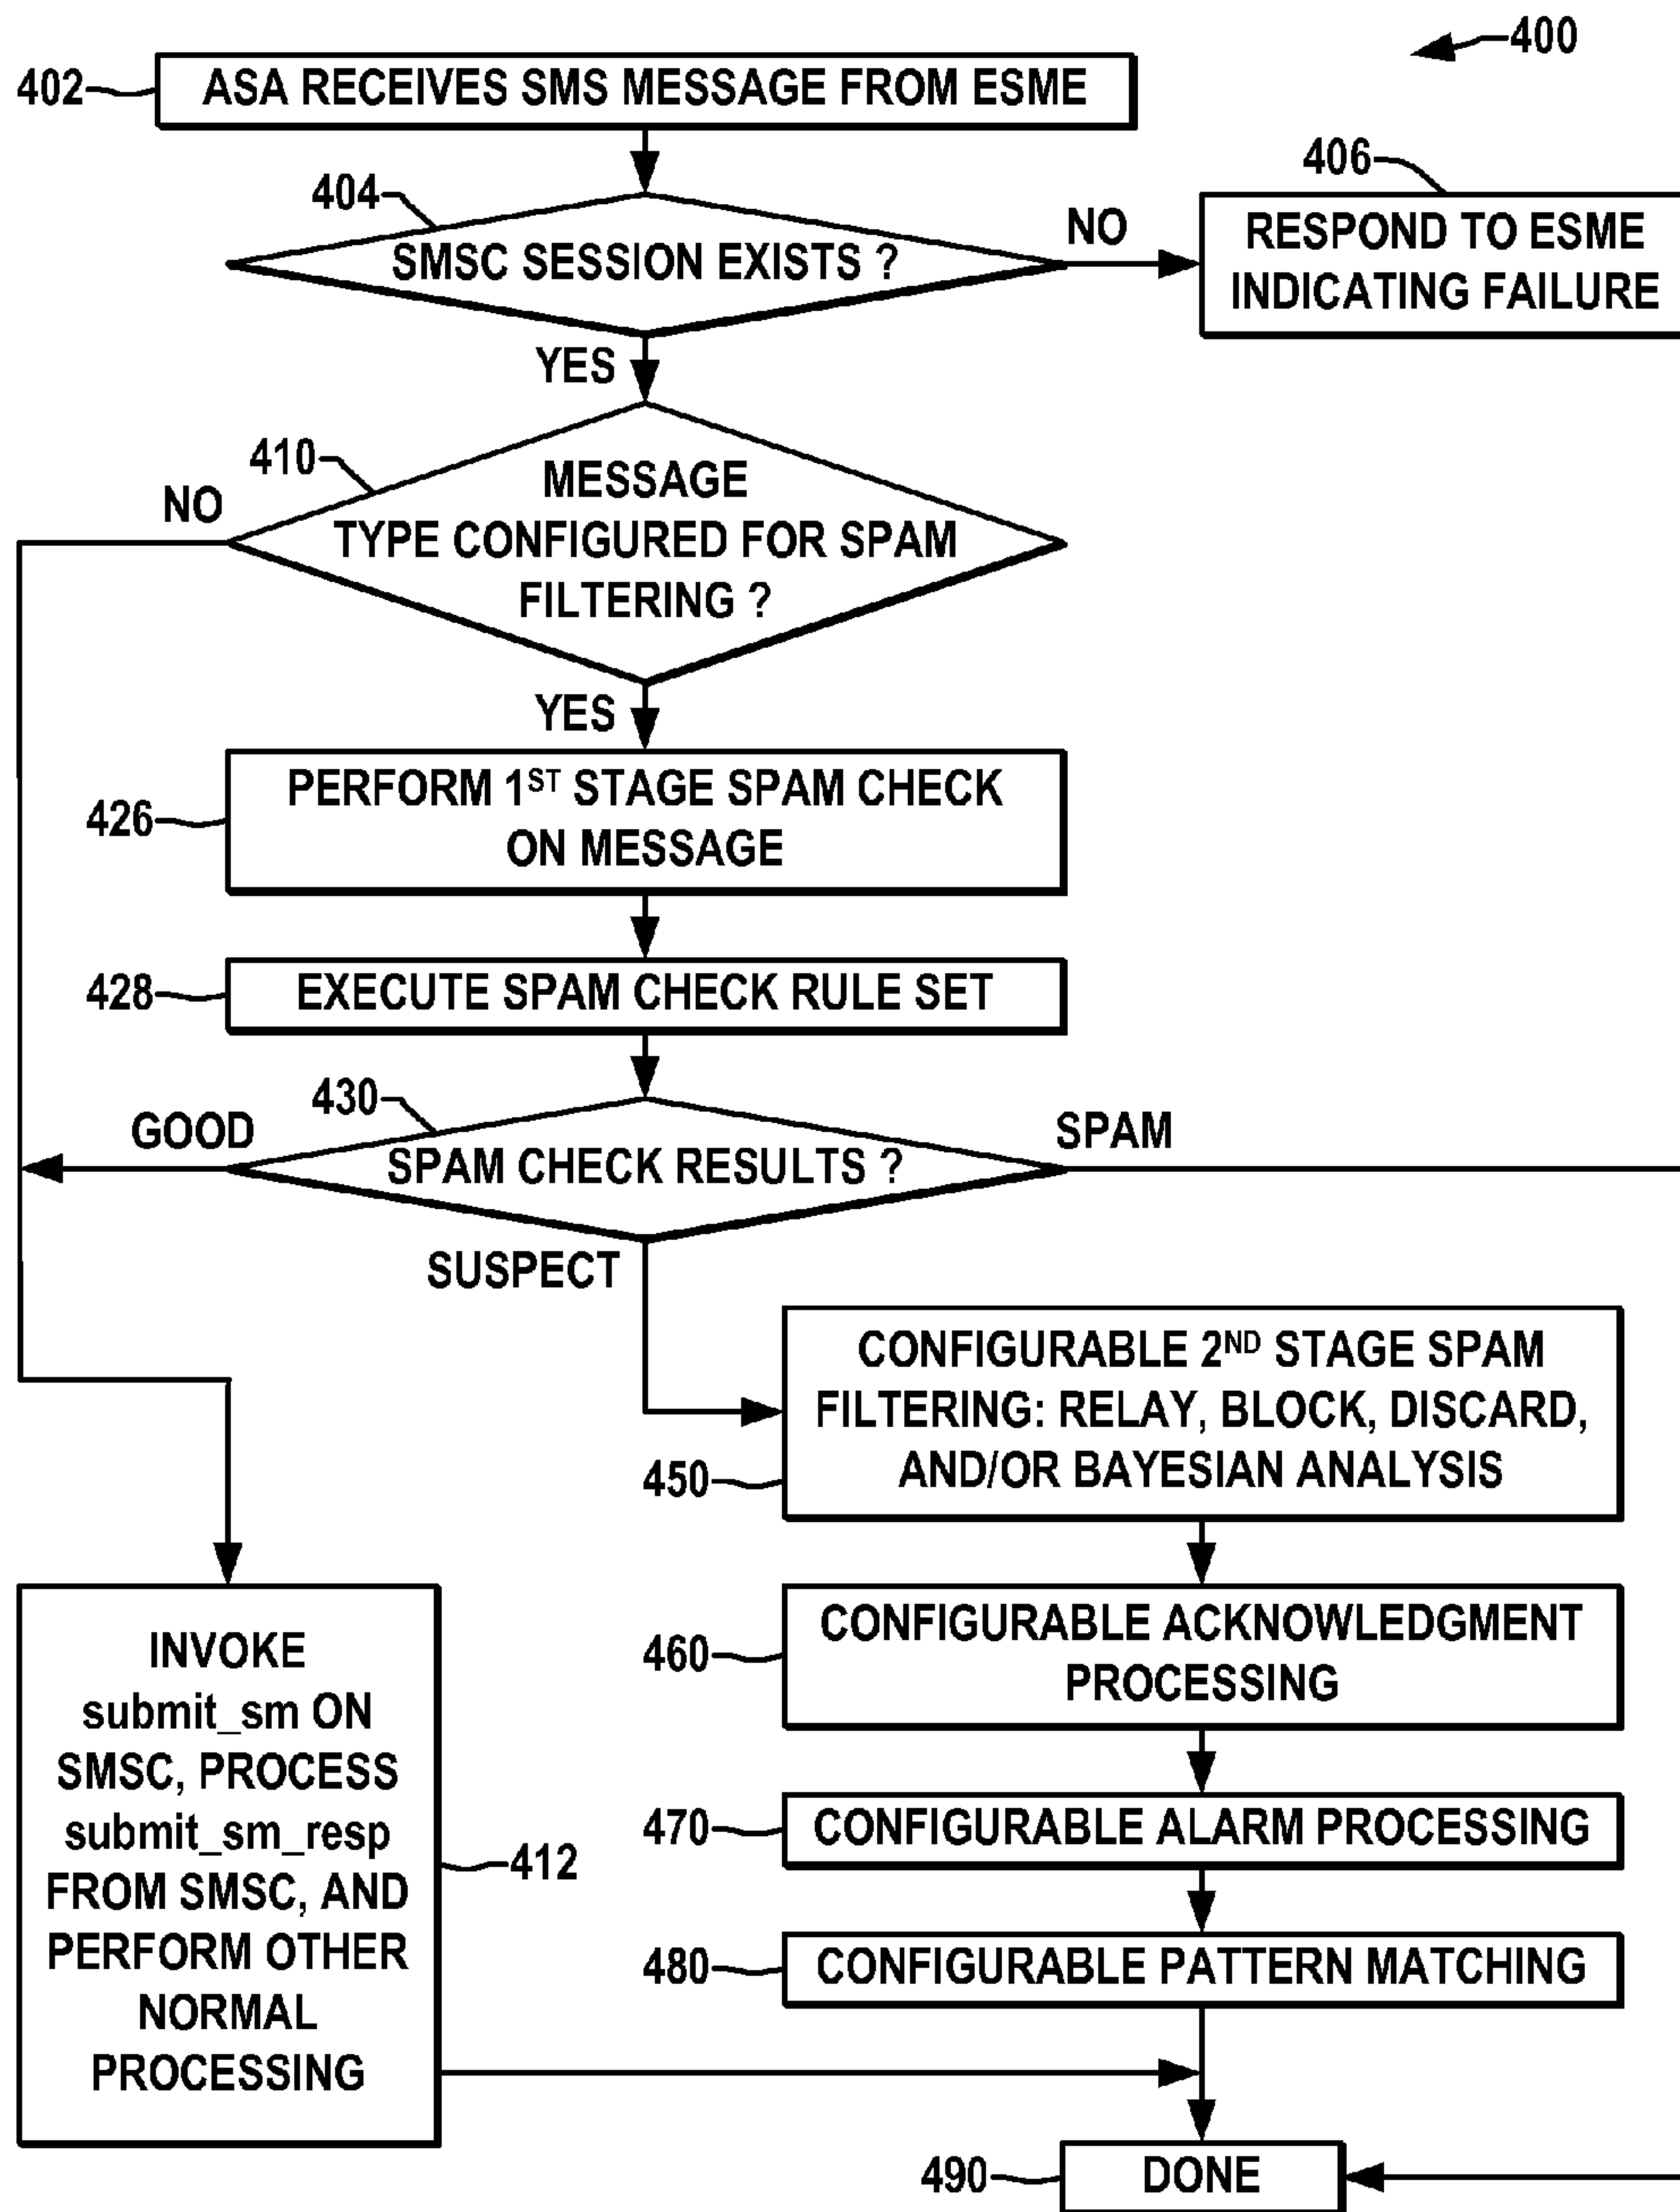 400
402
ASA RECEIVES SMS MESSAGE FROM ESME
404
SMSC SESSION EXISTS ?
NO
406
RESPOND TO ESME
INDICATING FAILURE
YES
410
NO
MESSAGE
TYPE CONFIGURED FOR SPAM
FILTERING ?
YES
426
PERFORM 1ST STAGE SPAM CHECK
ON MESSAGE
428
EXECUTE SPAM CHECK RULE SET
430
GOOD
SPAM CHECK RESULTS ?
SPAM
SUSPECT
CONFIGURABLE 2ND STAGE SPAM
FILTERING: RELAY, BLOCK, DISCARD,
AND/OR BAYESIAN ANALYSIS
450
460
CONFIGURABLE ACKNOWLEDGMENT
PROCESSING
470
CONFIGURABLE ALARM PROCESSING
480
CONFIGURABLE PATTERN MATCHING
INVOKE
submit_sm ON
SMSC, PROCESS
submit_sm_resp
FROM SMSC, AND
PERFORM OTHER
NORMAL
PROCESSING
412
490
DONE